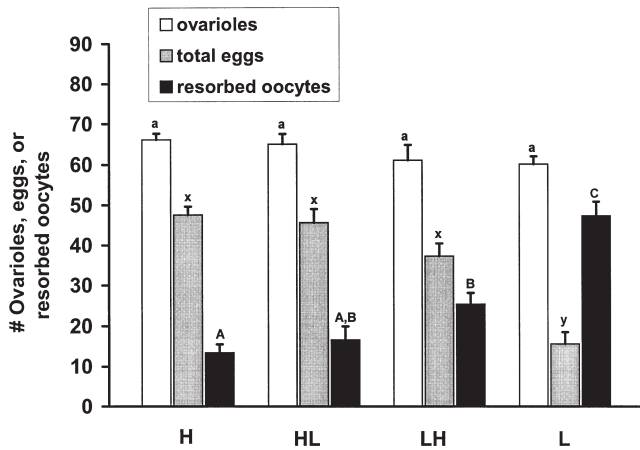 ovarioles
total eggs
resorbed oocytes
# Ovarioles, eggs, or
resorbed oocytes
90
80
70
60
50
40
30
20
10
0
a
x
A
a
x
A,B
a
x
B
a
y
C
H
HL
LH
L